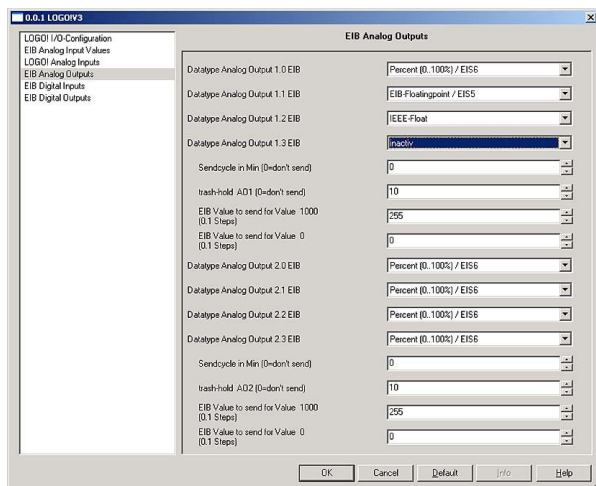 0.0.1 LOGO!V3
LOGO! I/O-Configuration
EIB Analog Input Values
LOGO! Analog Inputs
EIB Analog Outputs
EIB Digital Inputs
EIB Digital Outputs
EIB Analog Outputs
Datatype Analog Output 1.0 EIB
Percent (0..100%) / EIS6
Datatype Analog Output 1.1 EIB
EIB-Floatingpoint / EIS5
Datatype Analog Output 1.2 EIB
IEEE-Float
Datatype Analog Output 1.3 EIB
inactiv
Sendcycle in Min (0=don't send)
0
trash-hold AO1 (0=don't send)
10
EIB Value to send for Value 1000
(0.1 Steps)
255
EIB Value to send for Value 0
(0.1 Steps)
0
Datatype Analog Output 2.0 EIB
Percent (0..100%) / EIS6
Datatype Analog Output 2.1 EIB
Percent (0..100%) / EIS6
Datatype Analog Output 2.2 EIB
Percent (0..100%) / EIS6
Datatype Analog Output 2.3 EIB
Percent (0..100%) / EIS6
Sendcycle in Min (0=don't send)
0
trash-hold AO2 (0=don't send)
10
EIB Value to send for Value 1000
(0.1 Steps)
255
EIB Value to send for Value 0
(0.1 Steps)
0
OK
Cancel
Default
Info
Help